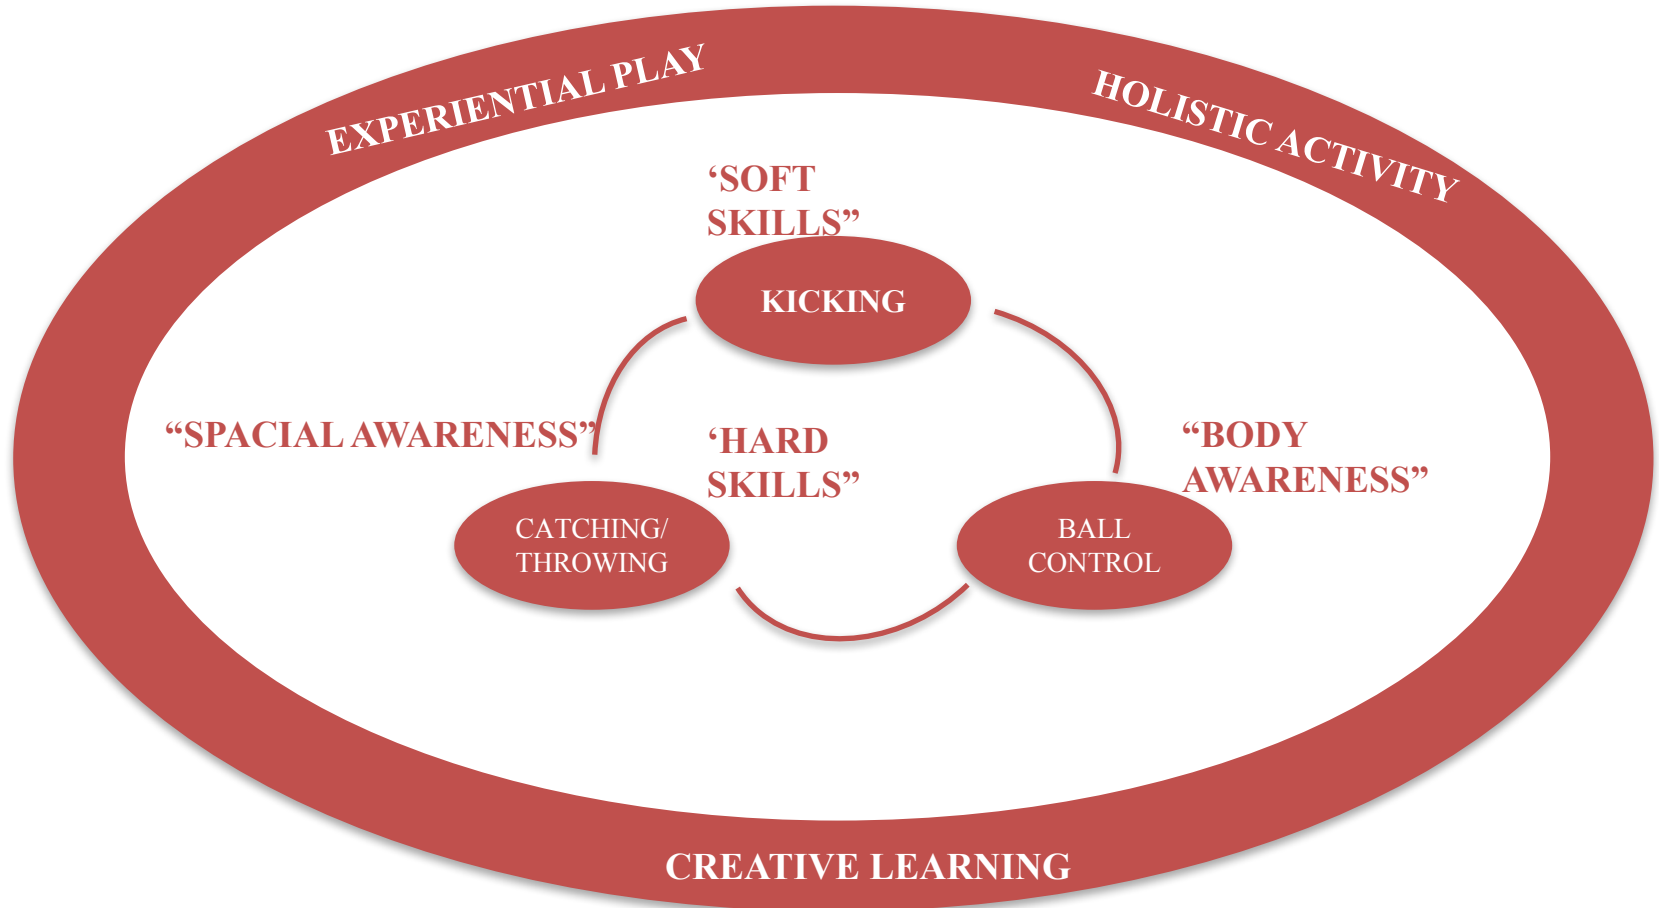 EXPERIENTIAL PLAY
HOLISTIC ACTIVITY
‘SOFT
SKILLS”
KICKING
“SPACIAL AWARENESS”
‘HARD
SKILLS”
“BODY
AWARENESS”
CATCHING/
THROWING
BALL
CONTROL
CREATIVE LEARNING